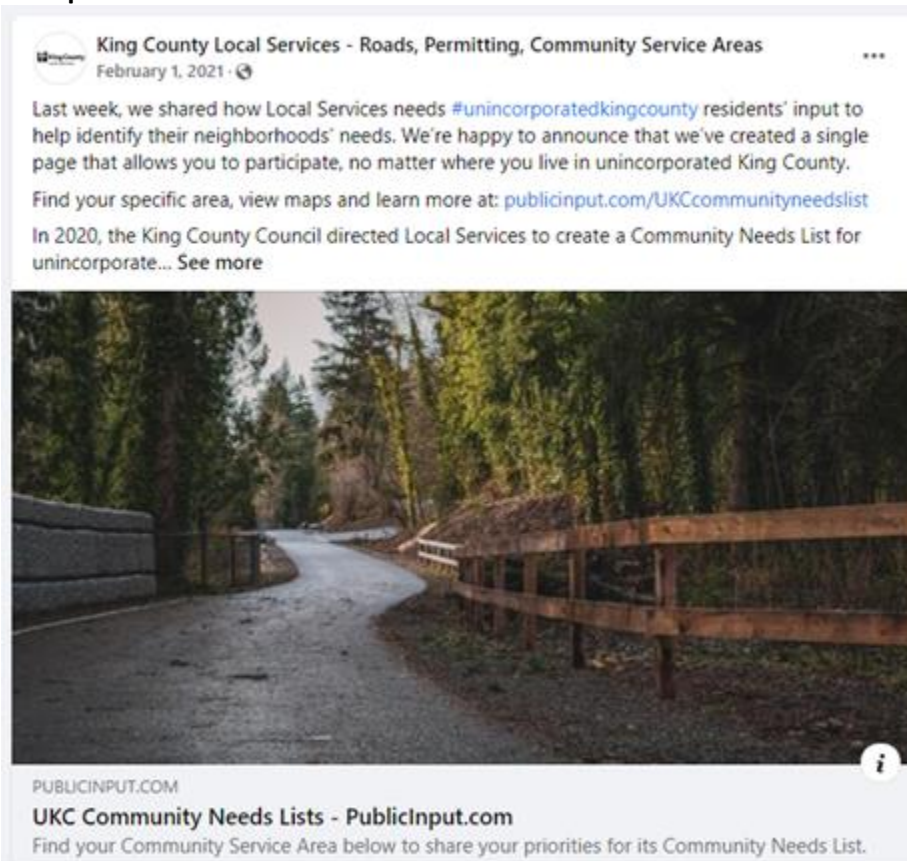 King County Local Services - Roads, Permitting, Community Service Areas
February 1, 2021 ·
Last week, we shared how Local Services needs #unincorporatedkingcounty residents' input to
help identify their neighborhoods' needs. We're happy to announce that we've created a single
page that allows you to participate, no matter where you live in unincorporated King County.
Find your specific area, view maps and learn more at: publicinput.com/UKCcommunityneedslist
In 2020, the King County Council directed Local Services to create a Community Needs List for
unincorporate... See more
i
PUBLICINPUT.COM
UKC Community Needs Lists - PublicInput.com
Find your Community Service Area below to share your priorities for its Community Needs List.